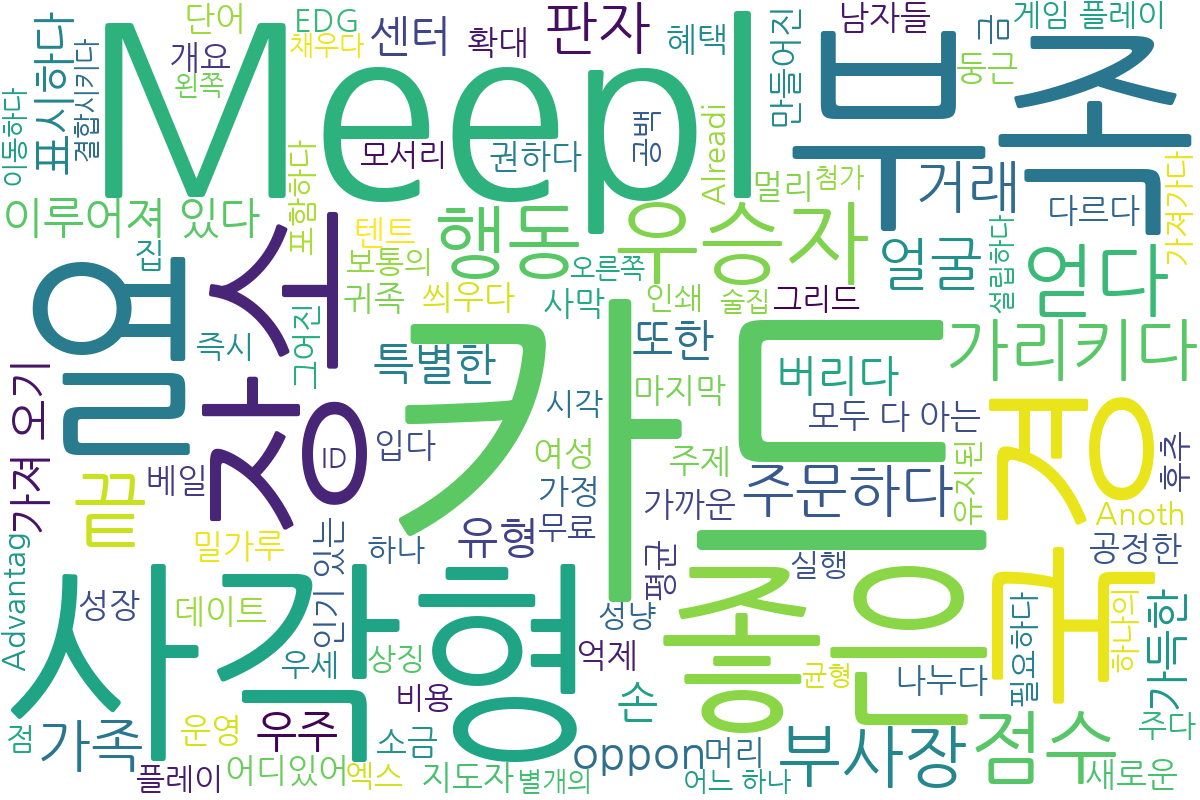 단어
EDG
채우다
센터
확대
판자
혜택
남자들
게임 플레이
개요
왼쪽
Meepl
부족
금
둥근
만들어진
표시하다
결합시키다
이동하다
모서리
권하다
공백
Alreadi
멀리
첨가
거래
다르다
가져가다
이루어져 있다
포함하다
텐트
행동
우승자
얼굴
얻다
설립하다
집
보통의
오른쪽
귀족
씌우다
사막
인쇄
술집
그리드
필요
장소
즉시
그어진
특별한
또한
카드
버리다
가리키다
가져 오기
마지막
시각
모두 다 아는
끝
ID
입다
여성
주제
경국
후추
베일
가정
가까운
주문하다
유지된
Anoth
밀가루
하나
유형
무료
평균
실행
공정한
Advantag
성장
데이트
인기 있는
사각형
성냥
좋은
필요하다
하나의
가득한
우세
상징
억제
균형
나누다
비용
손
점
가족
운영
우주
소금
oppon
머리
부사장
점수
주다
플레이
어디있어
엑스
지도자
별개의
어느 하나
새로운